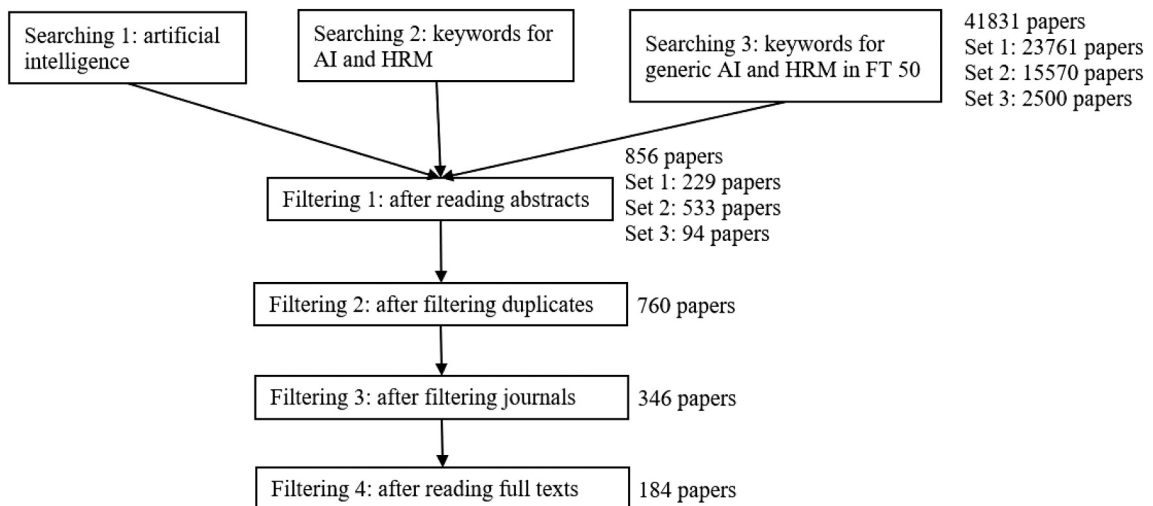 Searching 1: artificial
intelligence
Searching 2: keywords for
AI and HRM
Searching 3: keywords for
generic AI and HRM in FT 50
41831 papers
Set 1: 23761 papers
Set 2: 15570 papers
Set 3: 2500 papers
Filtering 1: after reading abstracts
856 papers
Set 1: 229 papers
Set 2: 533 papers
Set 3: 94 papers
Filtering 2: after filtering duplicates
760 papers
Filtering 3: after filtering journals
346 papers
Filtering 4: after reading full texts
184 papers